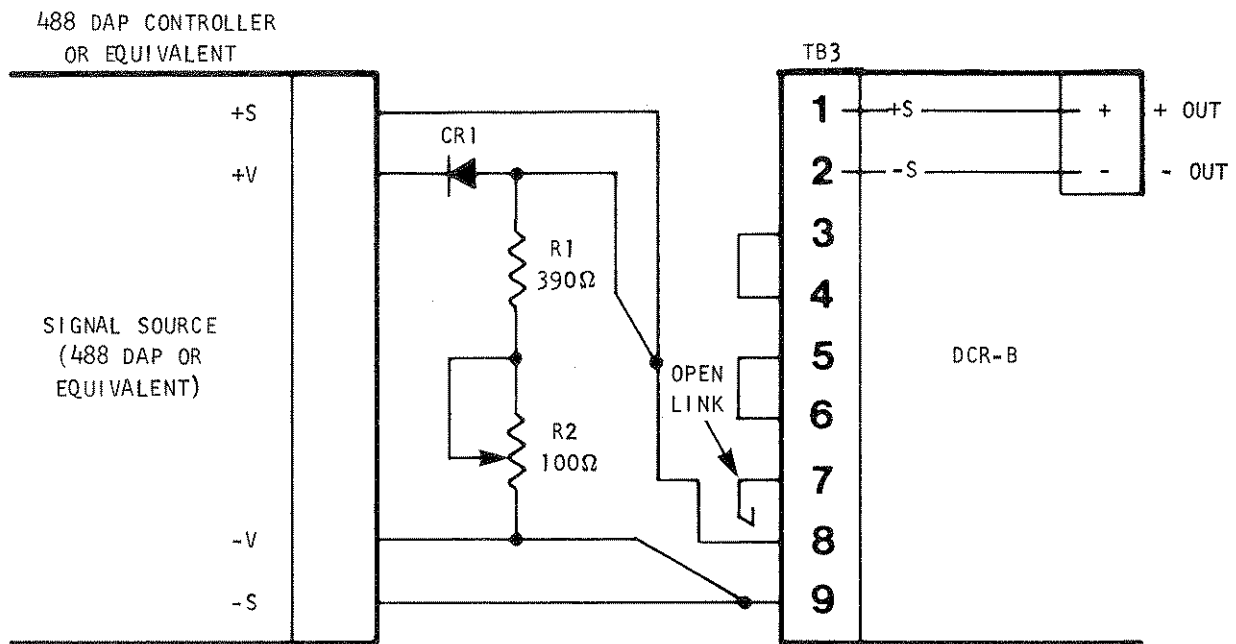 488 DAP CONTROLLER
OR EQUIVALENT
+S
+V
SIGNAL SOURCE
(488 DAP OR
EQUIVALENT)
-V
-S
CR1
R1
390Ω
R2
100Ω
OPEN
LINK
TB3
1
2
3
4
5
6
7
8
9
+S
-S
+
-
+ OUT
- OUT
DCR-B